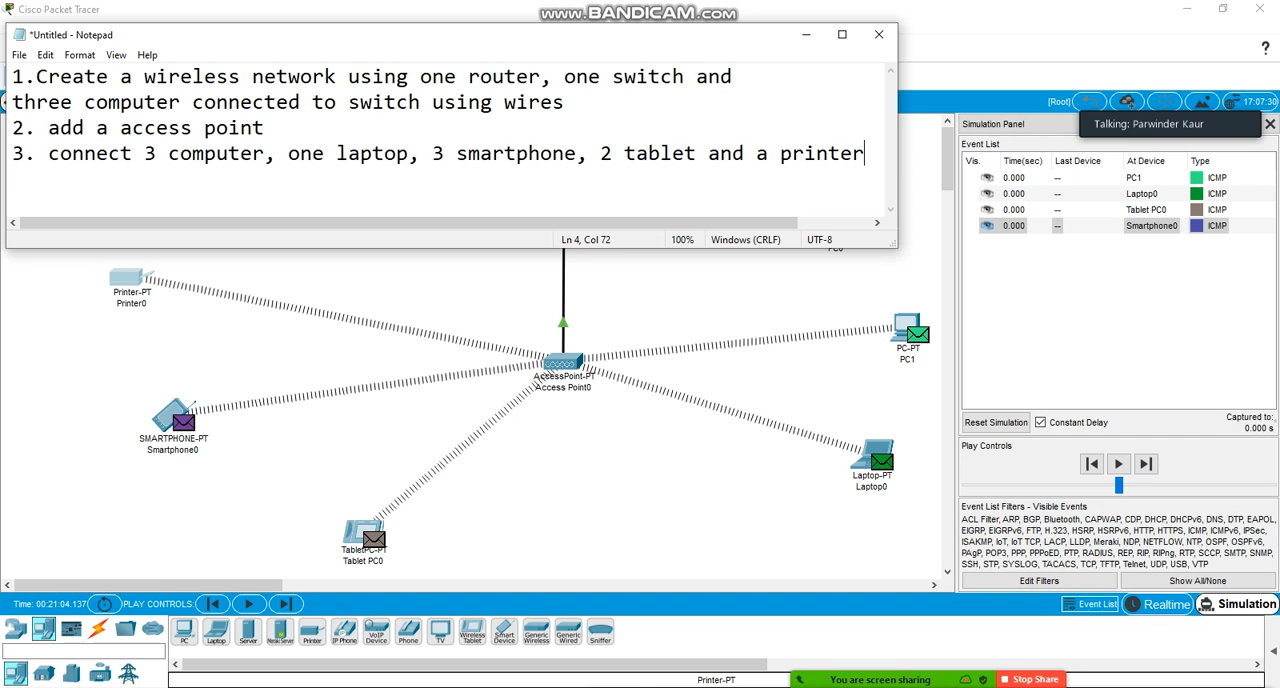 Cisco Packet Tracer
www.BANDICAM.com
*Untitled - Notepad
File Edit Format View Help
1.Create a wireless network using one router, one switch and
three computer connected to switch using wires
2. add a access point
3. connect 3 computer, one laptop, 3 smartphone, 2 tablet and a printer
Ln 4, Col 72 100% Windows (CRLF) UTF-8
?
[Root] 17:07:30
Talking: Parwinder Kaur
Simulation Panel
Event List
Vis. Time(sec) Last Device At Device Type
0.000 -- PC1 ICMP
0.000 -- Laptop0 ICMP
0.000 -- Tablet PC0 ICMP
0.000 -- Smartphone0 ICMP
PC0
Printer-PT
Printer0
PC-PT
PC1
AccessPoint-PT
Access Point0
SMARTPHONE-PT
Smartphone0
Laptop-PT
Laptop0
TabletPC-PT
Tablet PC0
Reset Simulation Constant Delay Captured to:
0.000 s
Play Controls
Event List Filters - Visible Events
ACL Filter, ARP, BGP, Bluetooth, CAPWAP, CDP, DHCP, DHCPv6, DNS, DTP, EAPOL,
EIGRP, EIGRPv6, FTP, H.323, HSRP, HSRPv6, HTTP, HTTPS, ICMP, ICMPv6, IPSec,
ISAKMP, IoT, IoT TCP, LACP, LLDP, Meraki, NDP, NETFLOW, NTP, OSPF, OSPFv6,
PAgP, POP3, PPP, PPPoED, PTP, RADIUS, REP, RIP, RIPng, RTP, SCCP, SMTP, SNMP,
SSH, STP, SYSLOG, TACACS, TCP, TFTP, Telnet, UDP, USB, VTP
Edit Filters Show All/None
Time: 00:21:04.137 PLAY CONTROLS: Event List Realtime Simulation
PC Laptop Server Meraki Server Printer IP Phone VoIP Device Phone TV Wireless Tablet Smart Device Generic Wireless Generic Wired Sniffer
Printer-PT
You are screen sharing Stop Share